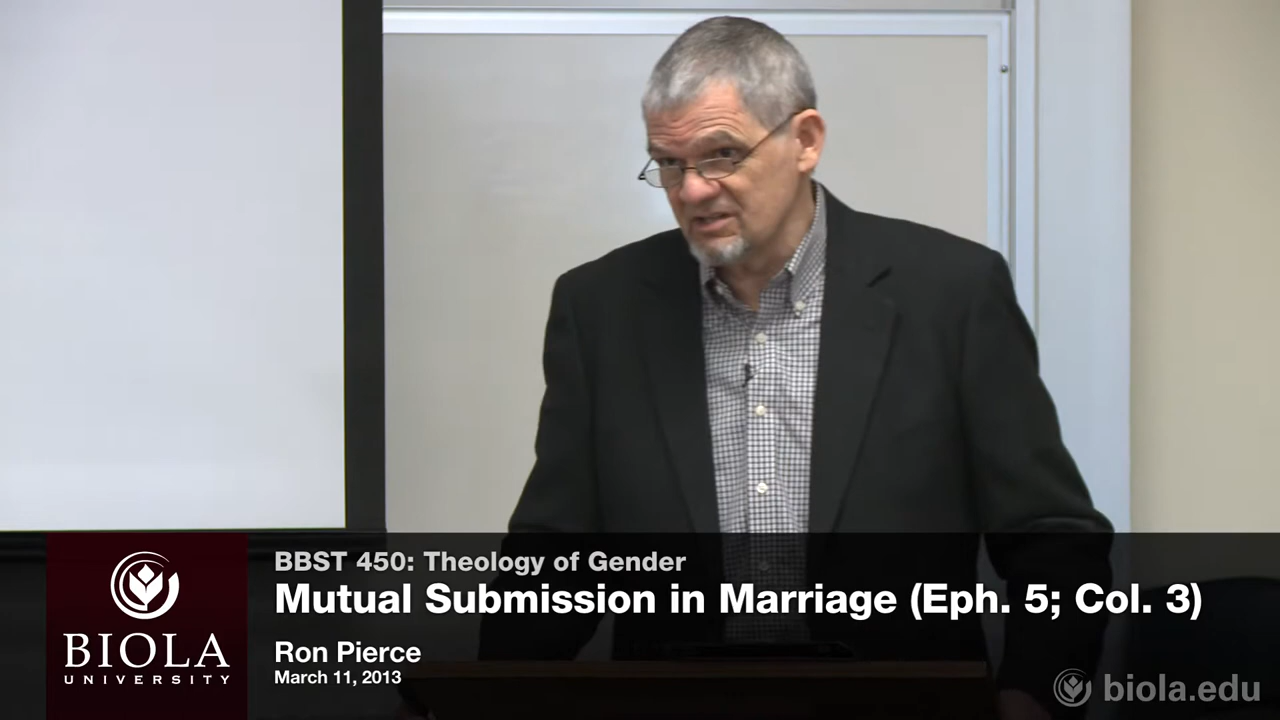 BBST 450: Theology of Gender
Mutual Submission in Marriage (Eph. 5; Col. 3)
BIOLA
UNIVERSITY
Ron Pierce
March 11, 2013
biola.edu